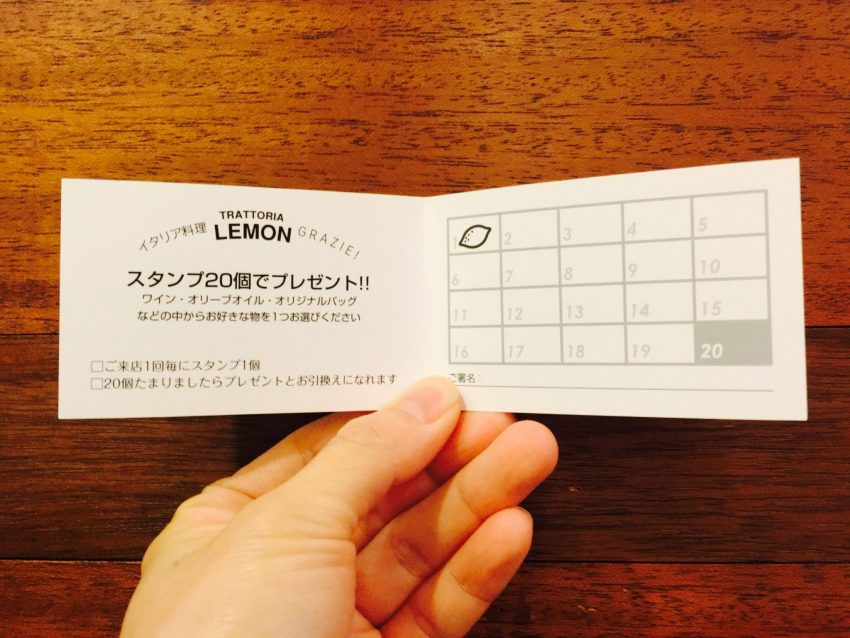 TRATTORIA
イタリア料理 LEMON GRAZIE!
スタンプ20個でプレゼント!!
ワイン・オリーブオイル・オリジナルバッグ
などの中からお好きな物を1つお選びください
□ご来店1回毎にスタンプ1個
□20個たまりましたらプレゼントとお引換えになれます
1 2 3 4 5
6 7 8 9 10
11 12 13 14 15
16 17 18 19 20
ご署名: